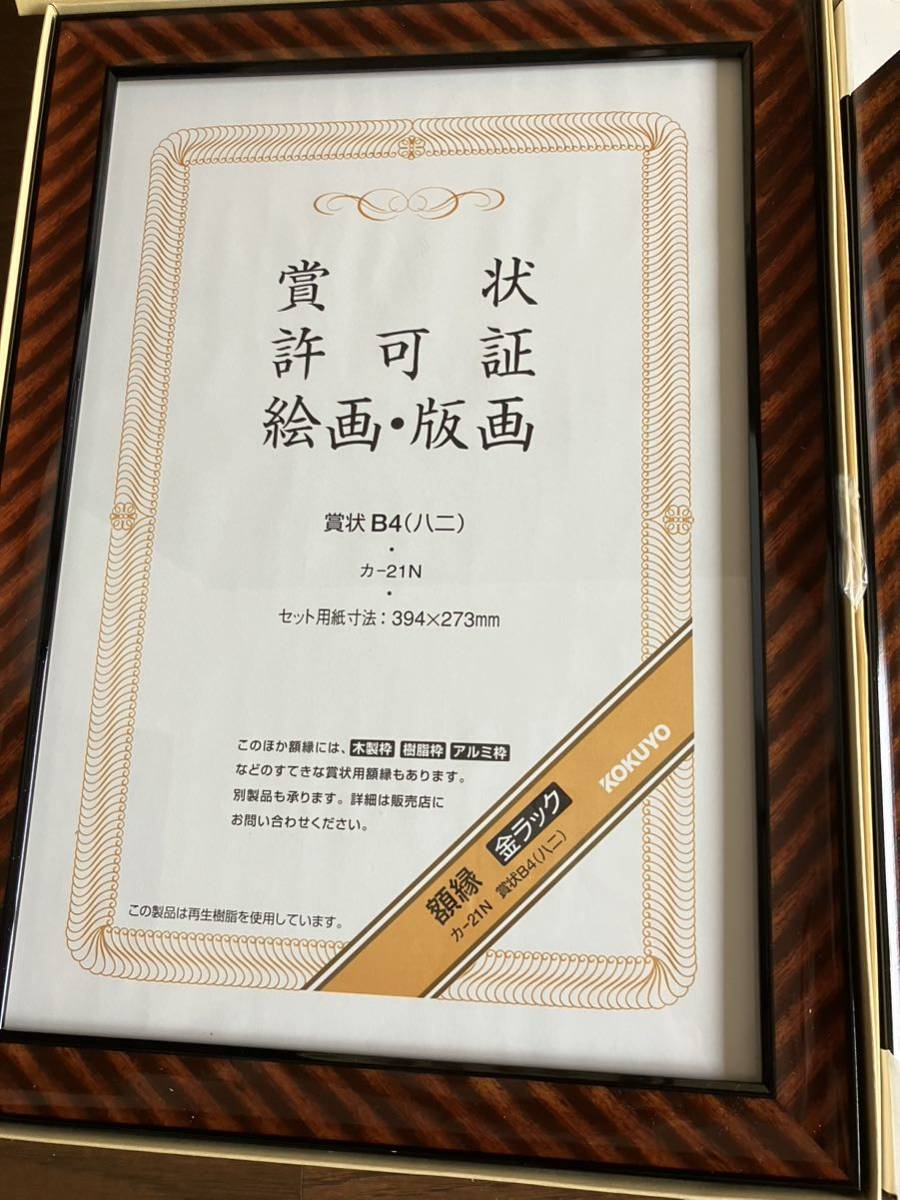 賞状
許可証
絵画・版画
賞状B4(八二)
・
カ-21N
・
セット用紙寸法：394×273mm
このほか額縁には、木製枠 樹脂枠 アルミ枠
などのすてきな賞状用額縁もあります。
別製品も承ります。詳細は販売店に
お問い合わせください。
この製品は再生樹脂を使用しています。
額縁 金ラック
カ-21N 賞状B4(八二)
KOKUYO